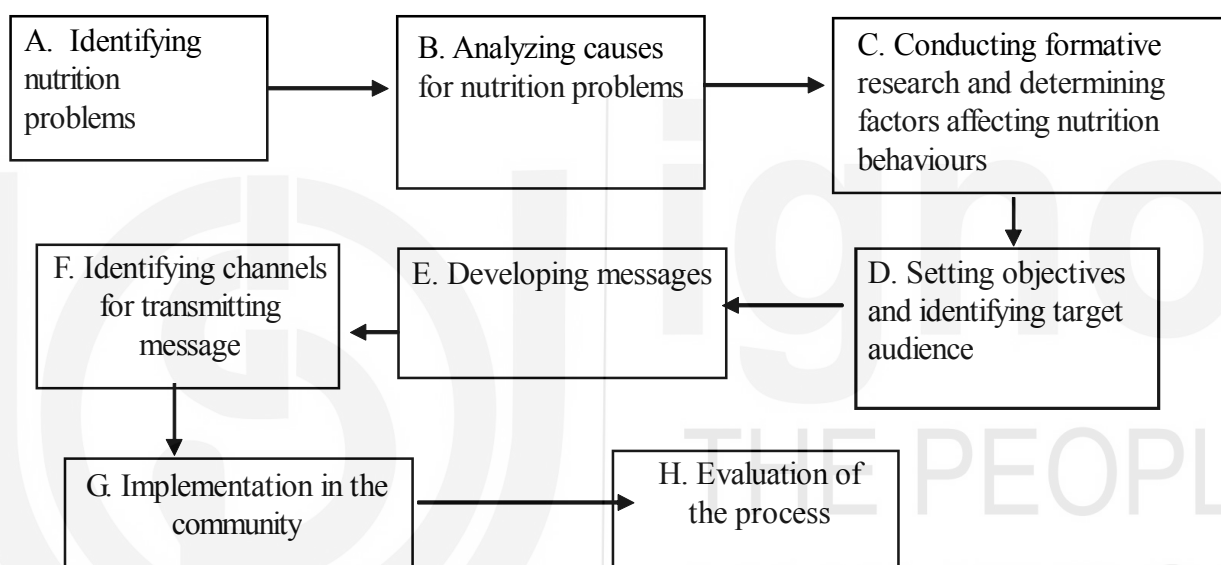 A. Identifying
nutrition
problems
B. Analyzing causes
for nutrition problems
C. Conducting formative
research and determining
factors affecting nutrition
behaviours
D. Setting objectives
and identifying target
audience
E. Developing messages
F. Identifying channels
for transmitting
message
G. Implementation in the
community
H. Evaluation of
the process
igno
THE PEOPL